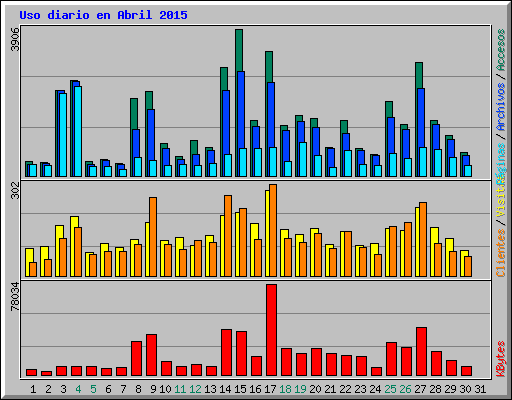 Uso diario en Abril 2015
3906
302
78034
Páginas / Archivos / Accesos
Clientes / Visitas
KBytes
1 2 3 4 5 6 7 8 9 10 11 12 13 14 15 16 17 18 19 20 21 22 23 24 25 26 27 28 29 30 31